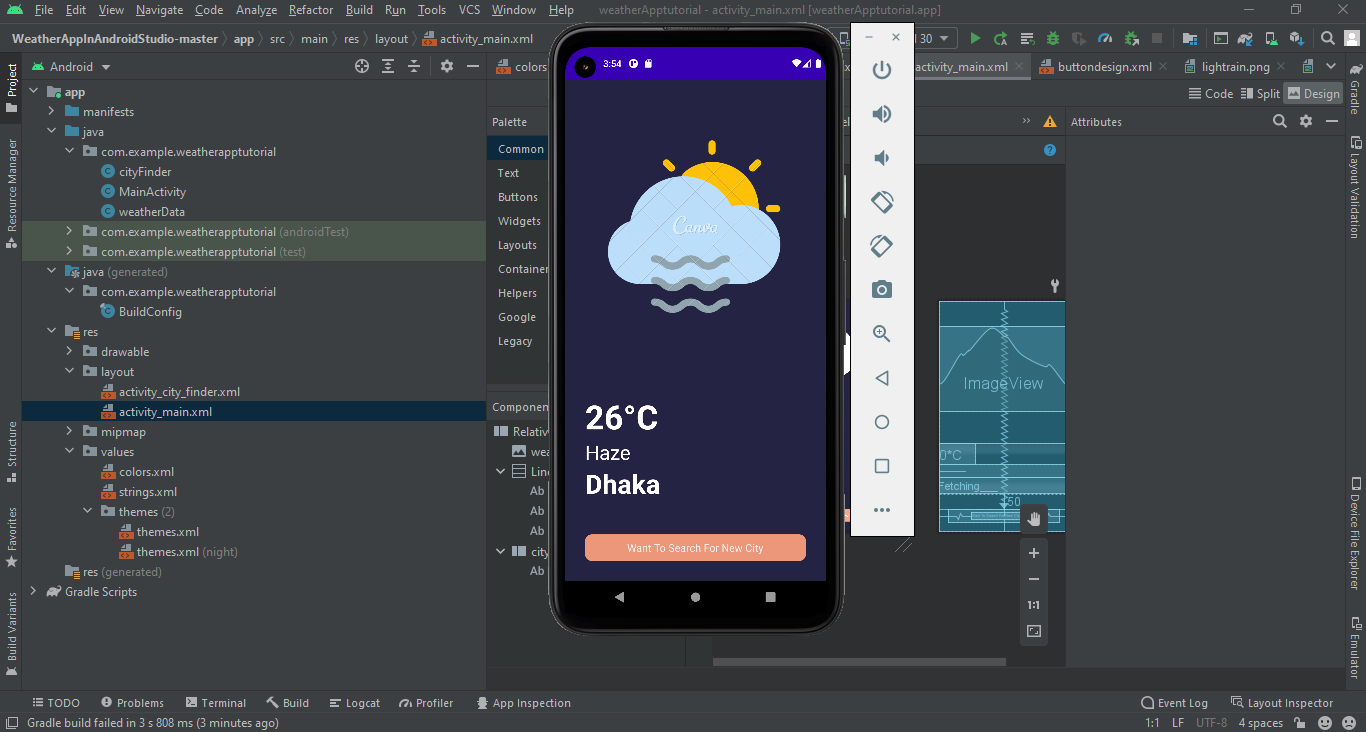 File Edit View Navigate Code Analyze Refactor Build Run Tools VCS Window Help weatherApptutorial - activity_main.xml [weatherApptutorial.app]
WeatherAppInAndroidStudio-master app src main res layout activity_main.xml
30
Android
colors
activity_main.xml
buttondesign.xml
lightrain.png
Code Split Design
Project
Resource Manager
Structure
Favorites
Build Variants
app
manifests
java
com.example.weatherapptutorial
cityFinder
MainActivity
weatherData
com.example.weatherapptutorial (androidTest)
com.example.weatherapptutorial (test)
java (generated)
com.example.weatherapptutorial
BuildConfig
res
drawable
layout
activity_city_finder.xml
activity_main.xml
mipmap
values
colors.xml
strings.xml
themes (2)
themes.xml
themes.xml (night)
res (generated)
Gradle Scripts
Palette
Common
Text
Buttons
Widgets
Layouts
Container
Helpers
Google
Legacy
Componen
Relativ
wea
Line
Ab
Ab
Ab
city
Ab
3:54
Canva
26°C
Haze
Dhaka
Want To Search For New City
Attributes
ImageView
0*C
Fetching
50
1:1
Gradle
Layout Validation
Device File Explorer
Emulator
TODO Problems Terminal Build Logcat Profiler App Inspection Event Log Layout Inspector
Gradle build failed in 3 s 808 ms (3 minutes ago) 1:1 LF UTF-8 4 spaces